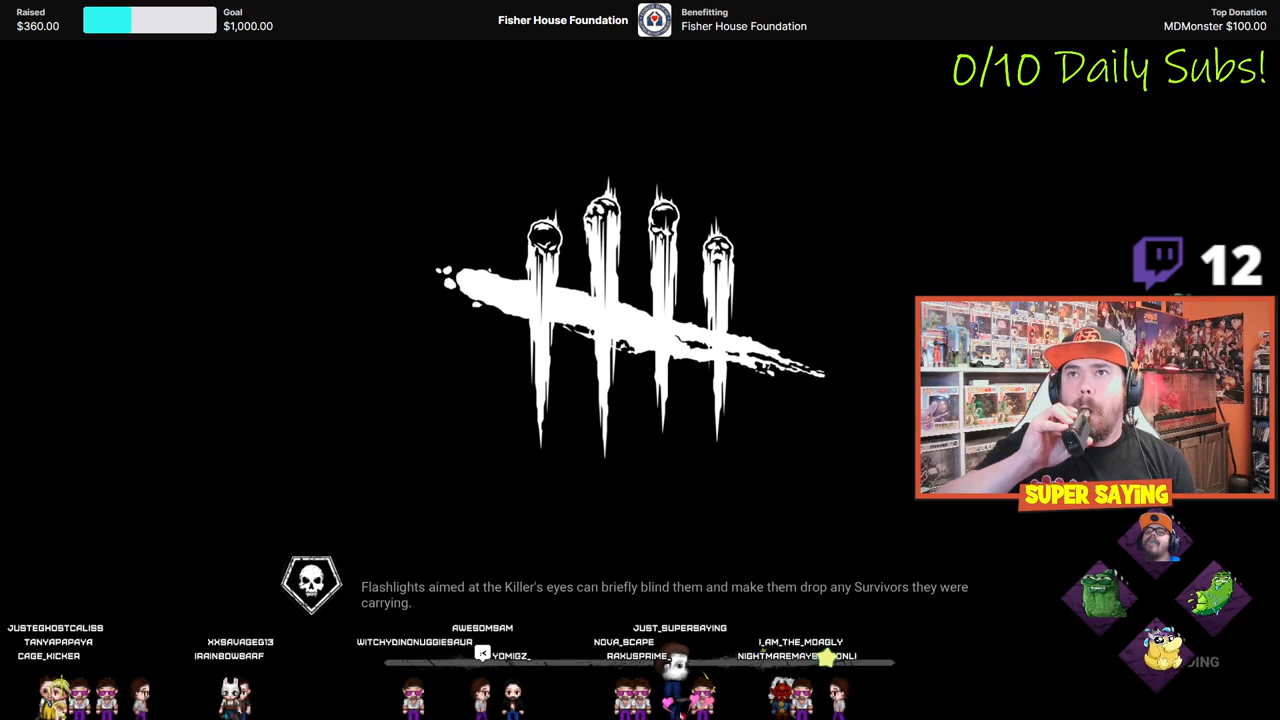 Raised
$360.00
Goal
$1,000.00
Fisher House Foundation
Benefitting
Fisher House Foundation
Top Donation
MDMonster $100.00
0/10 Daily Subs!
12
SUPER SAYING
Flashlights aimed at the Killer's eyes can briefly blind them and make them drop any Survivors they were
carrying.
JUSTEGHOSTCALISS
TANYAPAPAYA
CAGE_KICKER
XXSAVAGEG13
IRAINBOWBARF
AWESOMSAM
WITCHYDINONUGGIESAUR
YOMIGZ_
JUST_SUPERSAYING
NOVA_SCAPE
RAXUSPRIME_
I_AM_THE_MOAGLY